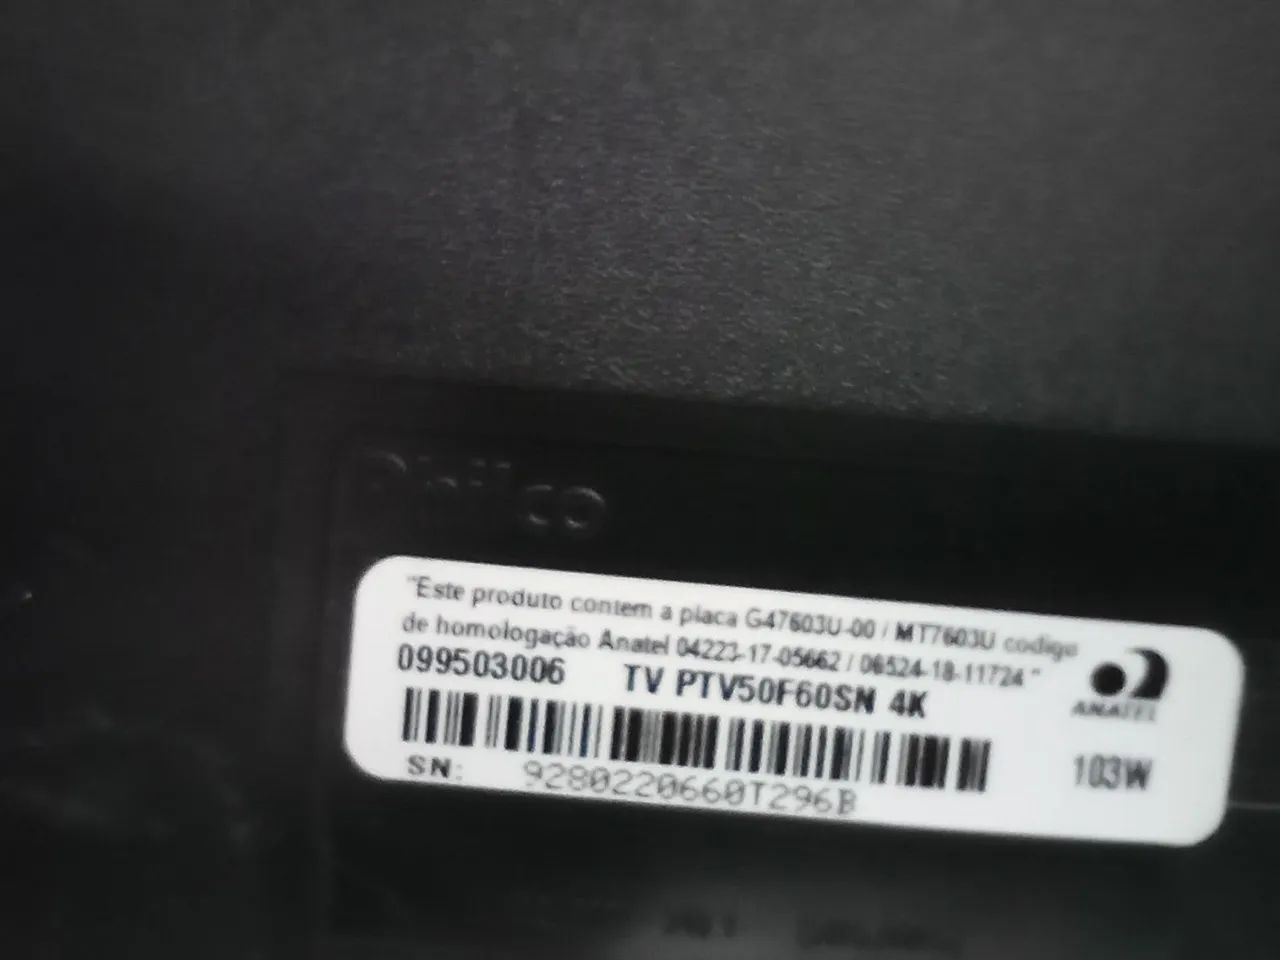 Philco
"Este produto contem a placa G47603U-00 / MT7603U codigo
de homologação Anatel 04223-17-05662 / 06524-18-11724 "
099503006 TV PTV50F60SN 4K
ANATEL
SN: 9280220660T296B
103W